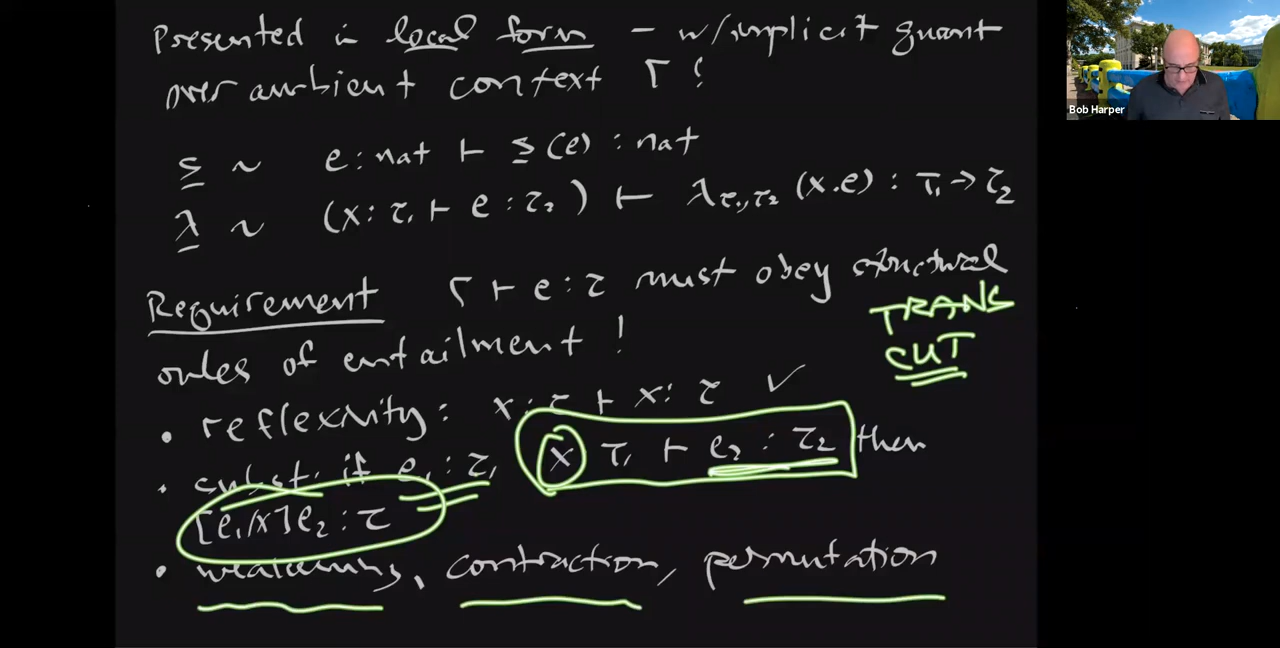 Presented in local form - w/implicit quant
over ambient context Γ !
s ~ e : nat ⊢ s(e) : nat
λ ~ (x : τ₁ ⊢ e : τ₂) ⊢ λτ₁,τ₂ (x.e) : τ₁ → τ₂
Requirement Γ ⊢ e : τ must obey structural
rules of entailment !
TRANS
CUT
• reflexivity: x : τ ⊢ x : τ ✓
• subst: if e₁ : τ₁ x τ₁ ⊢ e₂ : τ₂ then
[e₁/x]e₂ : τ
• weakening, contraction, permutation
Bob Harper